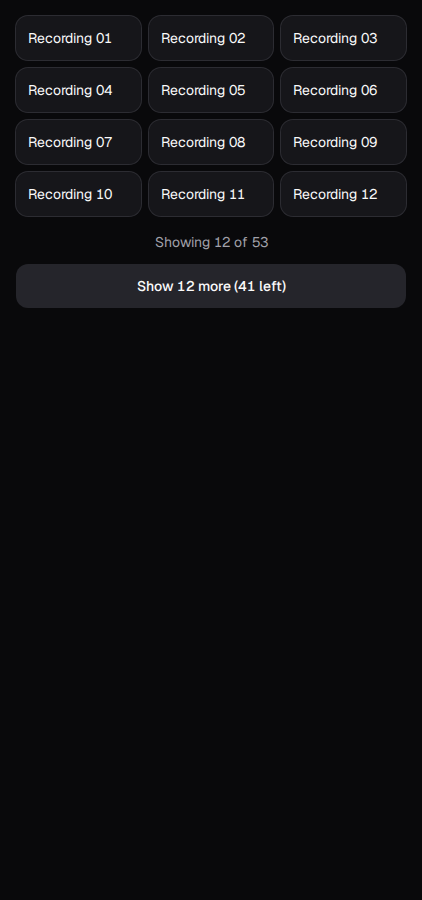 Recording 01 Recording 02 Recording 03
Recording 04 Recording 05 Recording 06
Recording 07 Recording 08 Recording 09
Recording 10 Recording 11 Recording 12
Showing 12 of 53
Show 12 more (41 left)